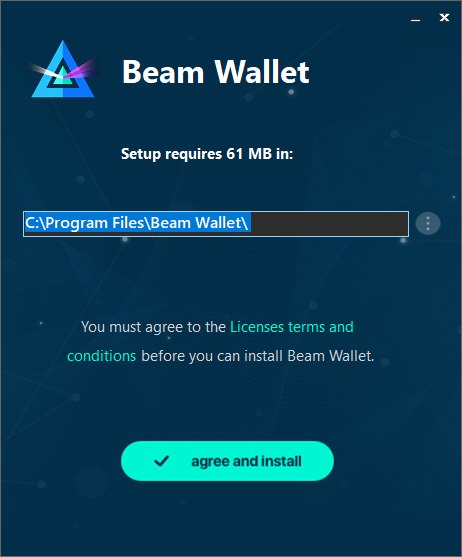 Beam Wallet
Setup requires 61 MB in:
C:\Program Files\Beam Wallet\
You must agree to the Licenses terms and
conditions before you can install Beam Wallet.
agree and install